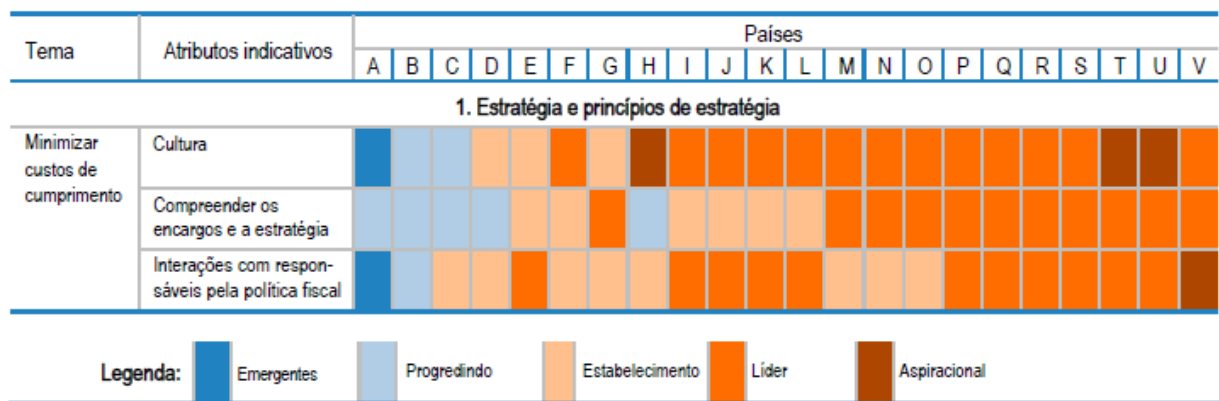 Tema
Atributos indicativos
Países
A B C D E F G H I J K L M N O P Q R S T U V
1. Estratégia e princípios de estratégia
Minimizar
custos de
cumprimento
Cultura
Compreender os
encargos e a estratégia
Interações com respon-
sáveis pela política fiscal
Legenda: Emergentes Progredindo Estabelecimento Líder Aspiracional